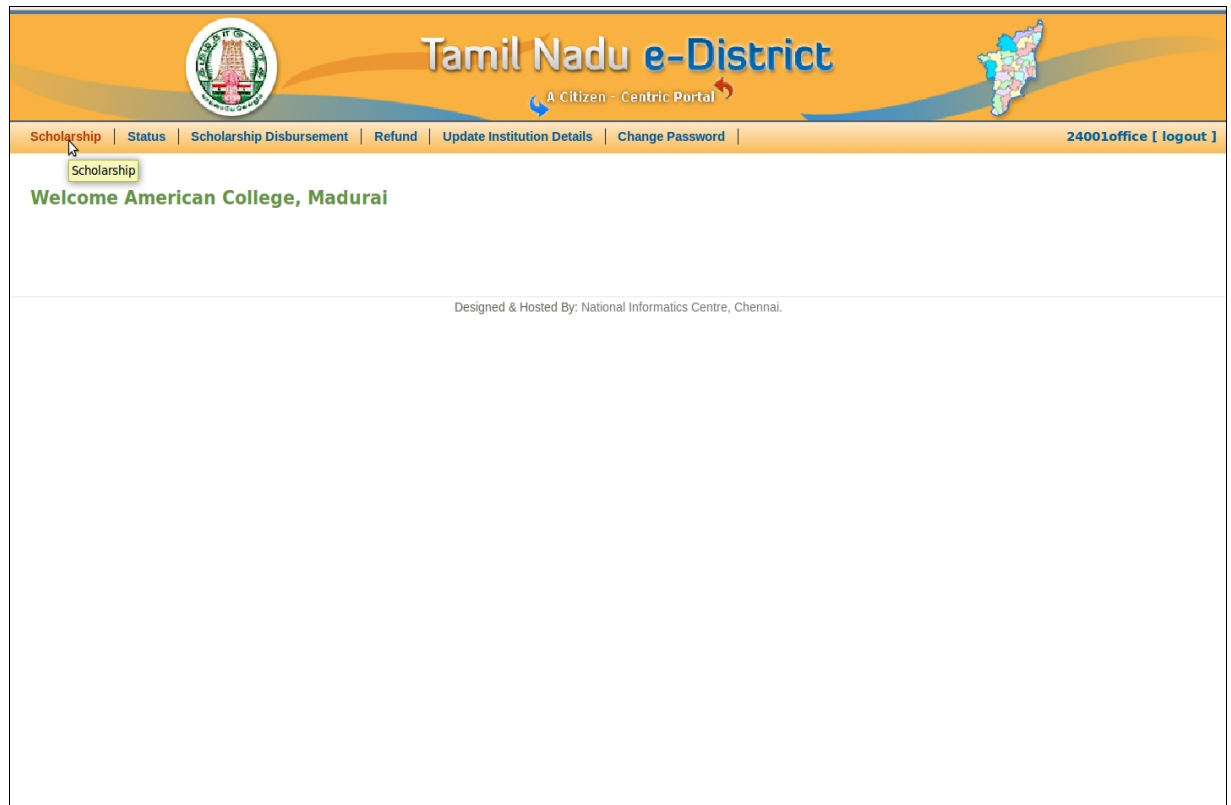 Tamil Nadu e-District
A Citizen - Centric Portal
Scholarship | Status | Scholarship Disbursement | Refund | Update Institution Details | Change Password | 24001office [ logout ]
Scholarship
Welcome American College, Madurai
Designed & Hosted By: National Informatics Centre, Chennai.